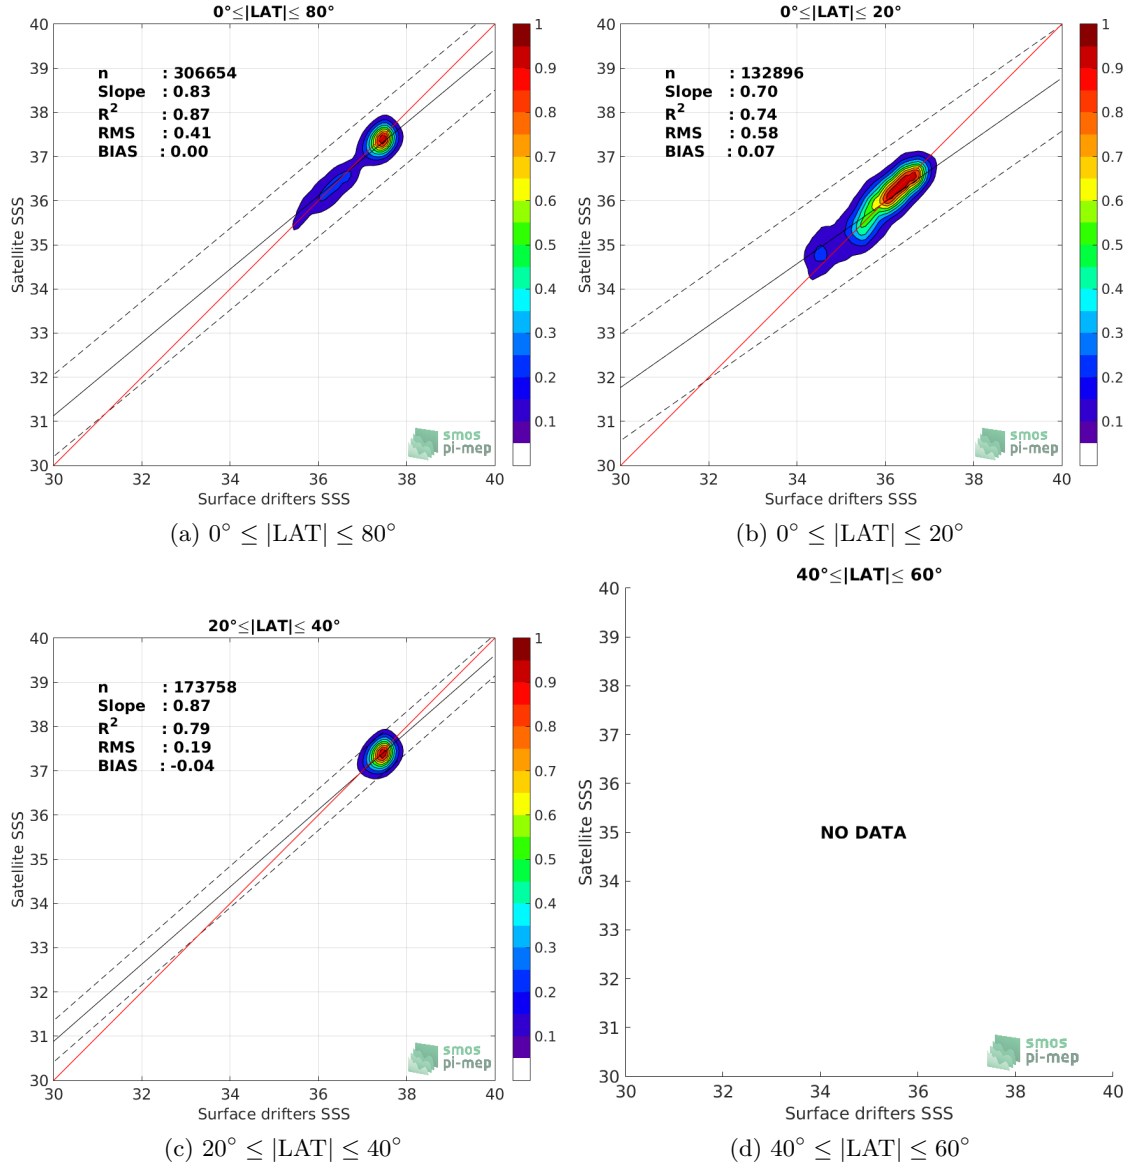 0°≤|LAT|≤ 80°
40
39
38
37
36
35
34
33
32
31
30
Satellite SSS
n : 306654
Slope : 0.83
R2 : 0.87
RMS : 0.41
BIAS : 0.00
smos
pi-mep
30 32 34 36 38 40
Surface drifters SSS
1
0.9
0.8
0.7
0.6
0.5
0.4
0.3
0.2
0.1
(a) 0° ≤ |LAT| ≤ 80°
0°≤|LAT|≤ 20°
40
39
38
37
36
35
34
33
32
31
30
Satellite SSS
n : 132896
Slope : 0.70
R2 : 0.74
RMS : 0.58
BIAS : 0.07
smos
pi-mep
30 32 34 36 38 40
Surface drifters SSS
1
0.9
0.8
0.7
0.6
0.5
0.4
0.3
0.2
0.1
(b) 0° ≤ |LAT| ≤ 20°
20°≤|LAT|≤ 40°
40
39
38
37
36
35
34
33
32
31
30
Satellite SSS
n : 173758
Slope : 0.87
R2 : 0.79
RMS : 0.19
BIAS : -0.04
smos
pi-mep
30 32 34 36 38 40
Surface drifters SSS
1
0.9
0.8
0.7
0.6
0.5
0.4
0.3
0.2
0.1
(c) 20° ≤ |LAT| ≤ 40°
40°≤|LAT|≤ 60°
40
39
38
37
36
35
34
33
32
31
30
Satellite SSS
NO DATA
smos
pi-mep
30 32 34 36 38 40
Surface drifters SSS
(d) 40° ≤ |LAT| ≤ 60°